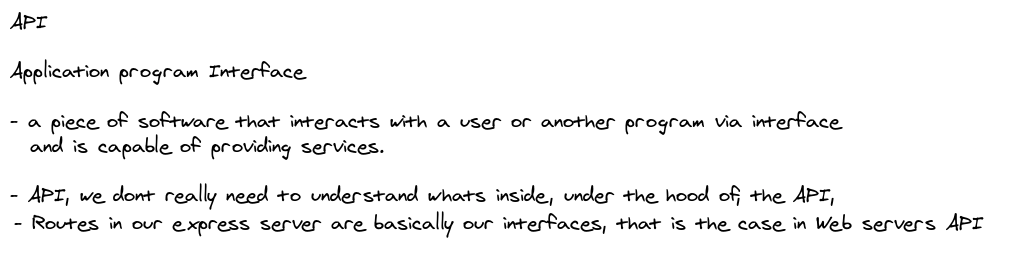 API
Application program Interface
- a piece of software that interacts with a user or another program via interface
and is capable of providing services.
- API, we dont really need to understand whats inside, under the hood of, the API,
- Routes in our express server are basically our interfaces, that is the case in Web servers API